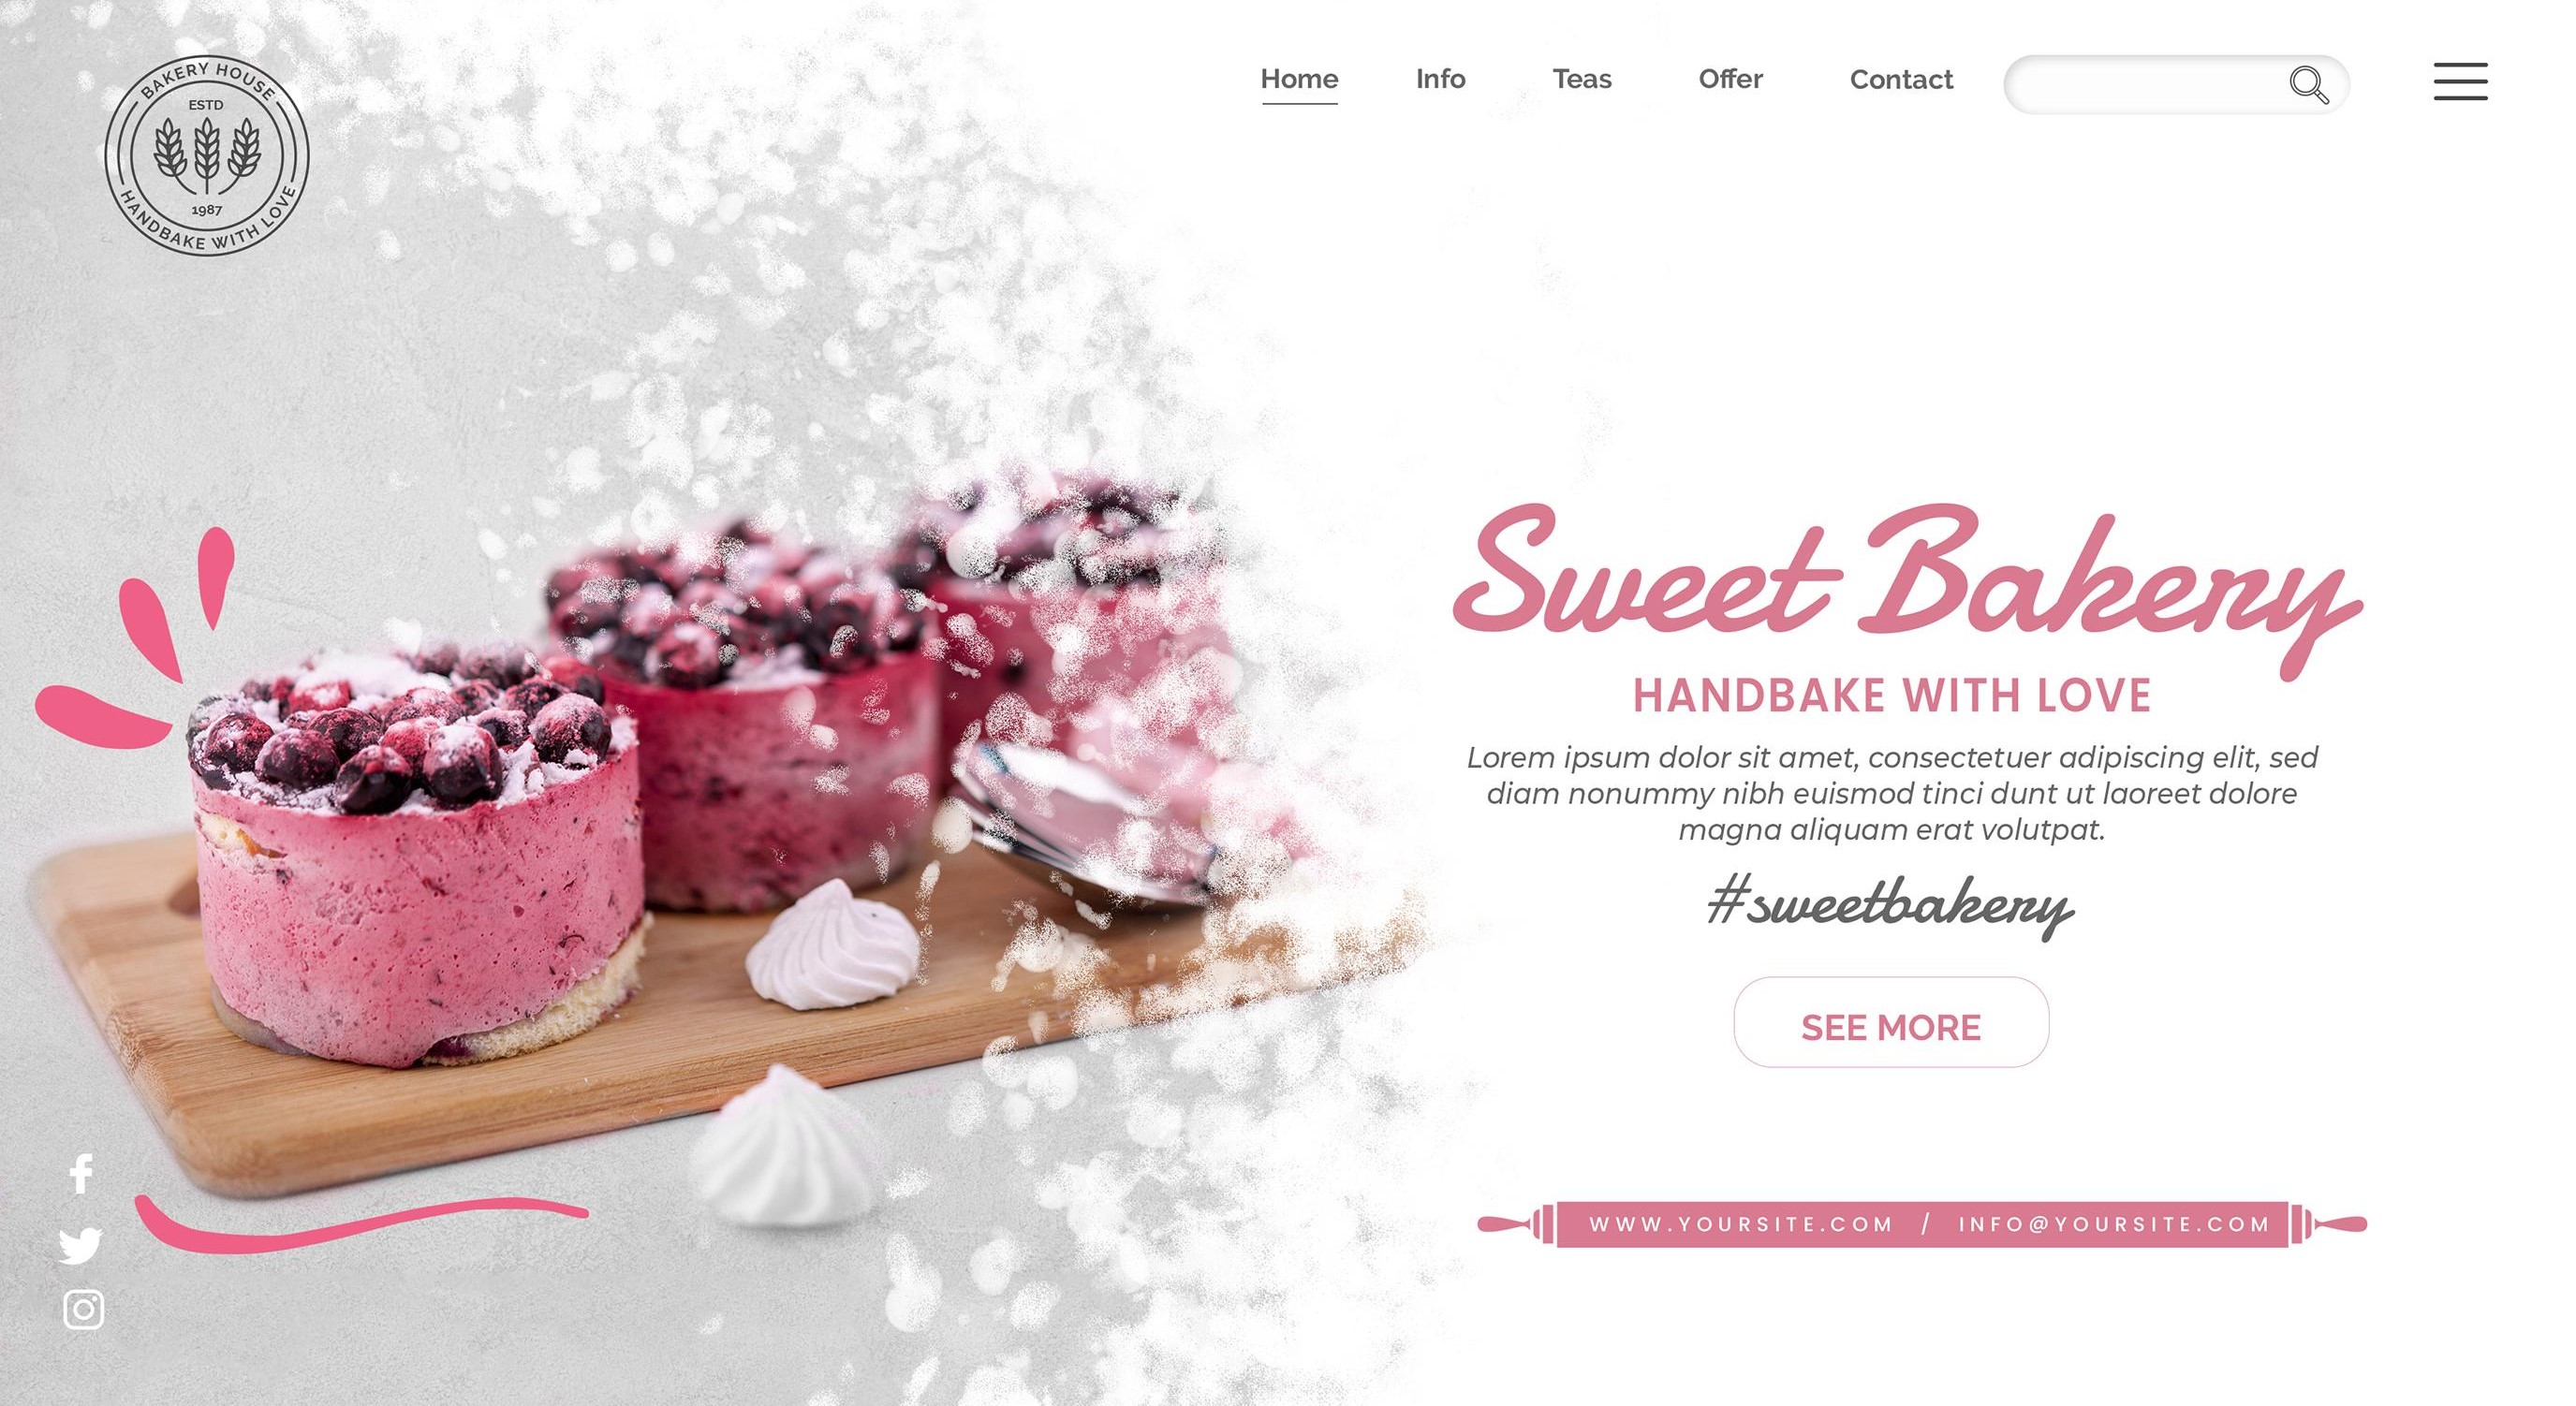 BAKERY HOUSE
ESTD
1987
HANDBAKE WITH LOVE
Home Info Teas Offer Contact
Sweet Bakery
HANDBAKE WITH LOVE
Lorem ipsum dolor sit amet, consectetuer adipiscing elit, sed
diam nonummy nibh euismod tinci dunt ut laoreet dolore
magna aliquam erat volutpat.
#sweetbakery
SEE MORE
WWW.YOURSITE.COM / INFO@YOURSITE.COM